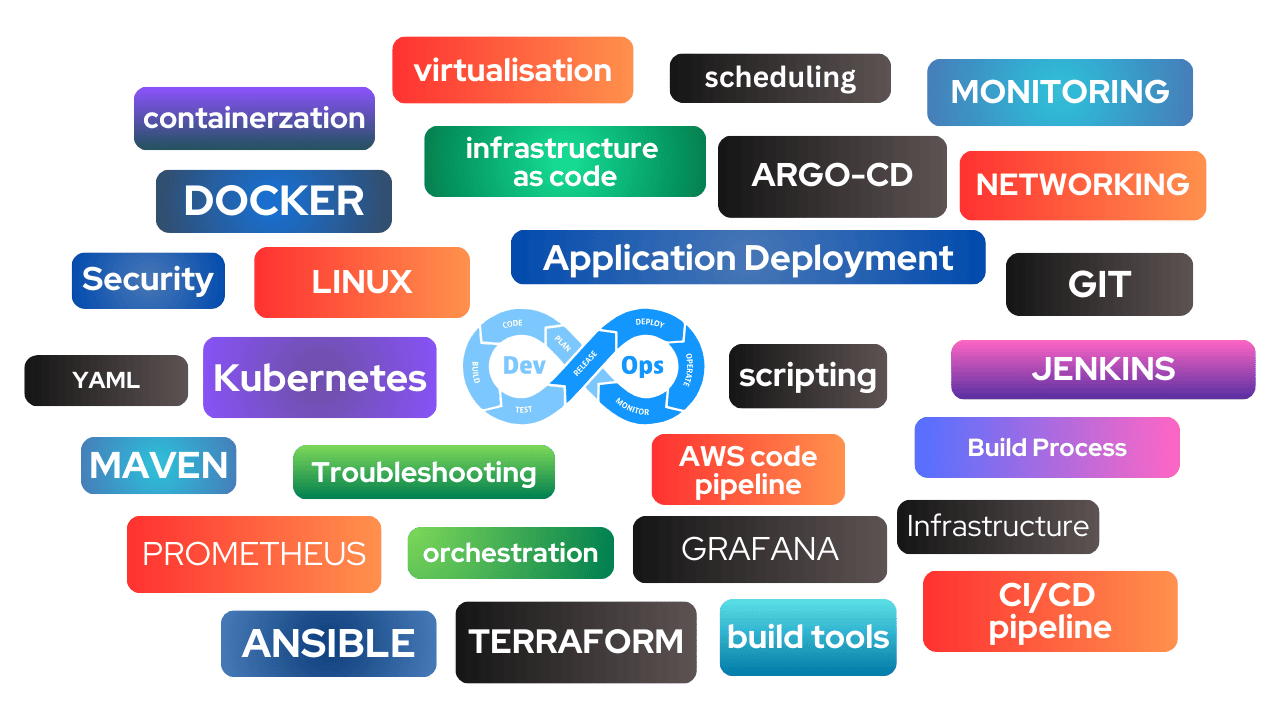 virtualisation
scheduling
MONITORING
containerzation
infrastructure
as code
ARGO-CD
NETWORKING
DOCKER
Application Deployment
Security
LINUX
GIT
CODE
PLAN
BUILD
Dev
TEST
RELEASE
DEPLOY
Ops
OPERATE
MONITOR
YAML
Kubernetes
scripting
JENKINS
MAVEN
Troubleshooting
AWS code
pipeline
Build Process
PROMETHEUS
orchestration
GRAFANA
Infrastructure
CI/CD
pipeline
ANSIBLE
TERRAFORM
build tools